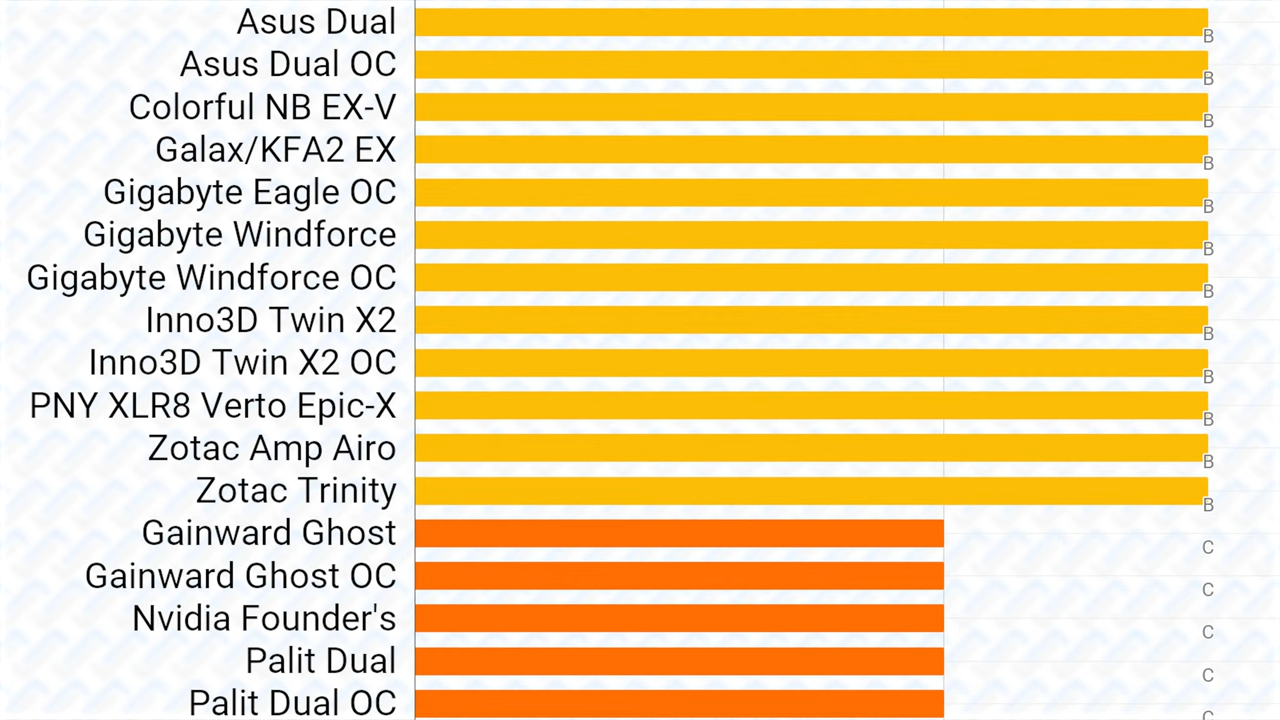 Asus Dual B
Asus Dual OC B
Colorful NB EX-V B
Galax/KFA2 EX B
Gigabyte Eagle OC B
Gigabyte Windforce B
Gigabyte Windforce OC B
Inno3D Twin X2 B
Inno3D Twin X2 OC B
PNY XLR8 Verto Epic-X B
Zotac Amp Airo B
Zotac Trinity B
Gainward Ghost C
Gainward Ghost OC C
Nvidia Founder's C
Palit Dual C
Palit Dual OC C